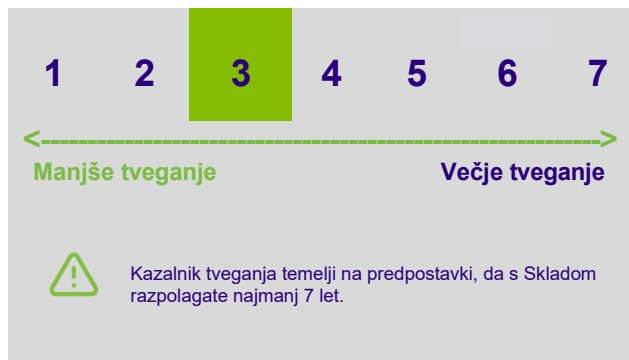 1 2 3 4 5 6 7
<----------------------------------------------------------------->
Manjše tveganje Večje tveganje
Kazalnik tveganja temelji na predpostavki, da s Skladom
razpolagate najmanj 7 let.